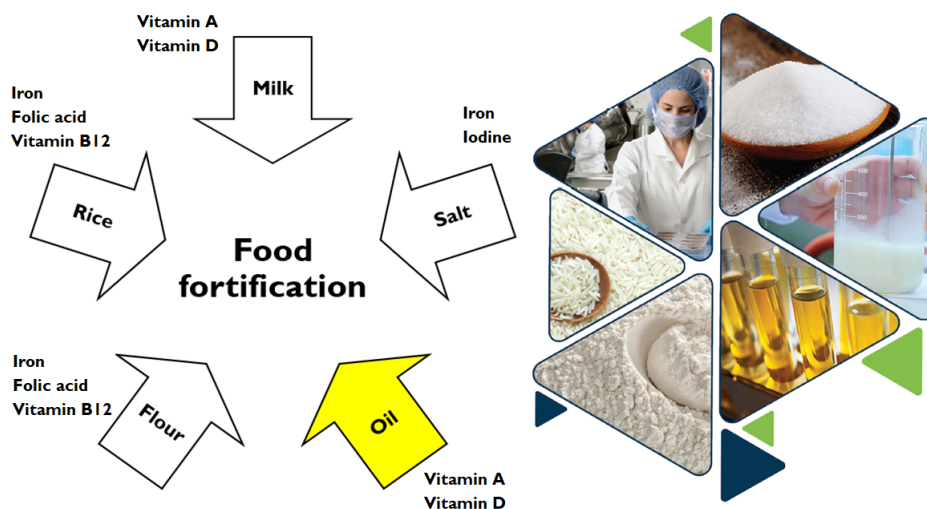 Vitamin A
Vitamin D
Milk
Iron
Folic acid
Vitamin B12
Rice
Iron
Iodine
Salt
Food
fortification
Iron
Folic acid
Vitamin B12
Flour
Oil
Vitamin A
Vitamin D